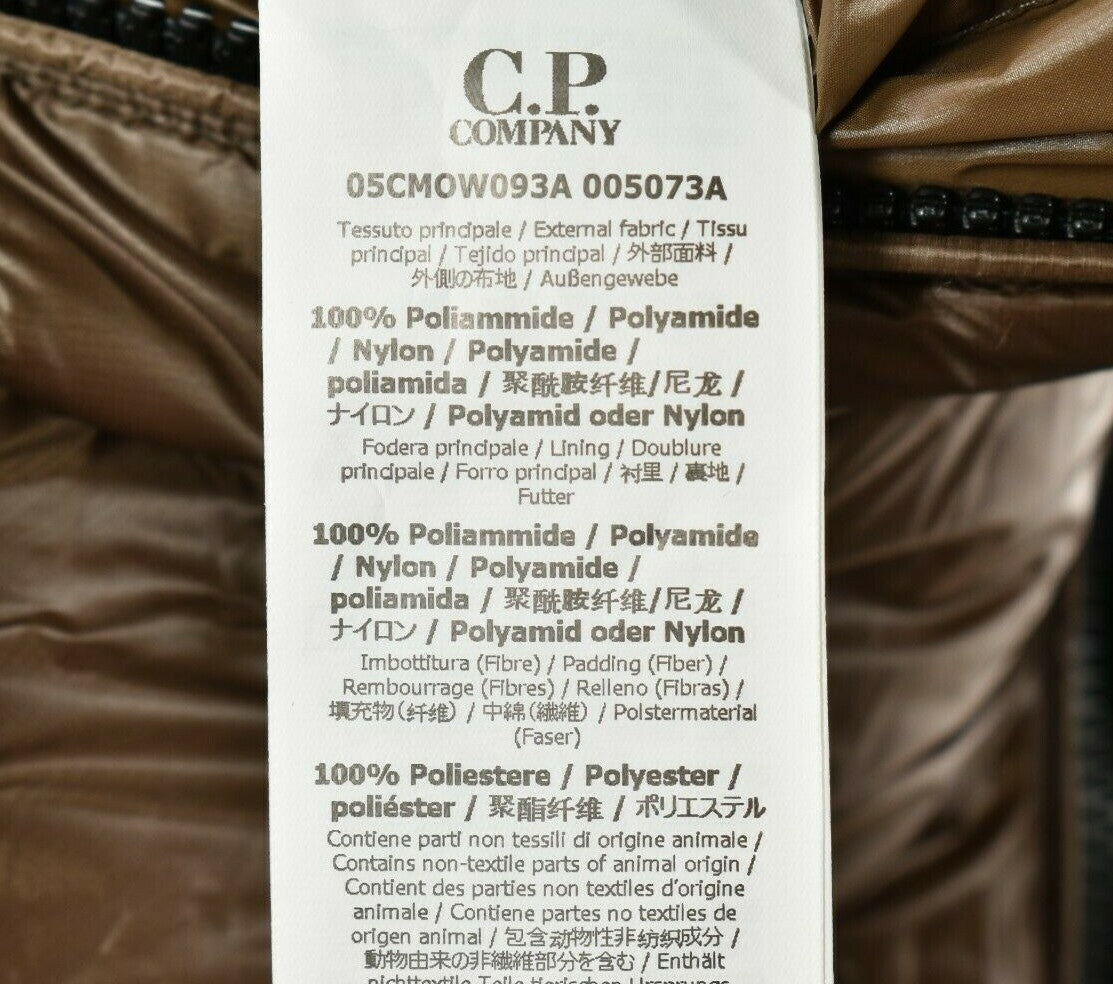 C.P.
COMPANY
05CMOW093A 005073A
Tessuto principale / External fabric / Tissu
principal / Tejido principal / 外部面料 /
外側の布地 / Außengewebe
100% Poliammide / Polyamide
/ Nylon / Polyamide /
poliamida / 聚酰胺纤维/尼龙 /
ナイロン / Polyamid oder Nylon
Fodera principale / Lining / Doublure
principale / Forro principal / 衬里 / 裏地 /
Futter
100% Poliammide / Polyamide
/ Nylon / Polyamide /
poliamida / 聚酰胺纤维/尼龙 /
ナイロン / Polyamid oder Nylon
Imbottitura (Fibre) / Padding (Fiber) /
Rembourrage (Fibres) / Relleno (Fibras) /
填充物(纤维) / 中綿(繊維) / Polstermaterial
(Faser)
100% Poliestere / Polyester /
poliéster / 聚酯纤维 / ポリエステル
Contiene parti non tessili di origine animale /
Contains non-textile parts of animal origin /
Contient des parties non textiles d'origine
animale / Contiene partes no textiles de
origen animal / 包含动物性非纺织成分 /
動物由来の非繊維部分を含む / Enthält
nichttextile Teile tierischen Ursprungs